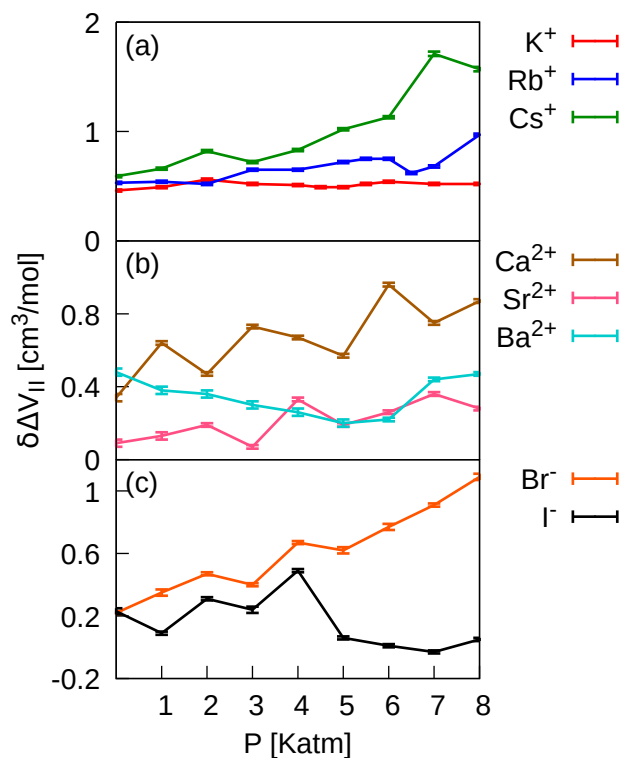 2
(a)
K⁺
Rb⁺
Cs⁺
1
0
(b)
Ca²⁺
Sr²⁺
Ba²⁺
0.8
0.4
0
δΔV_II [cm³/mol]
(c)
Br⁻
I⁻
1
0.6
0.2
-0.2
1 2 3 4 5 6 7 8
P [Katm]